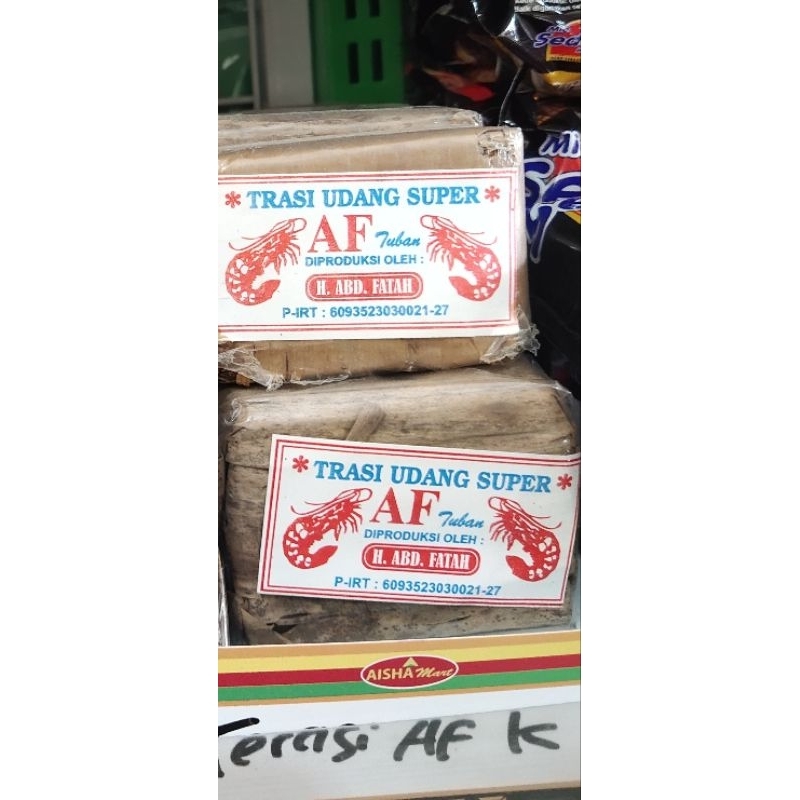 * TRASI UDANG SUPER *
AF Tuban
DIPRODUKSI OLEH :
H. ABD. FATAH
P-IRT : 6093523030021-27
* TRASI UDANG SUPER *
AF Tuban
DIPRODUKSI OLEH :
H. ABD. FATAH
P-IRT : 6093523030021-27
AISHA Mart
Terasi AF K